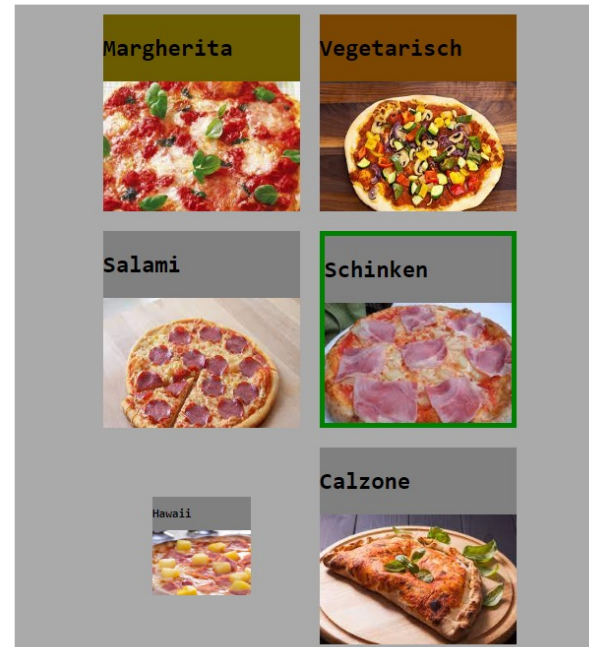 Margherita
Vegetarisch
Salami
Schinken
Hawaii
Calzone